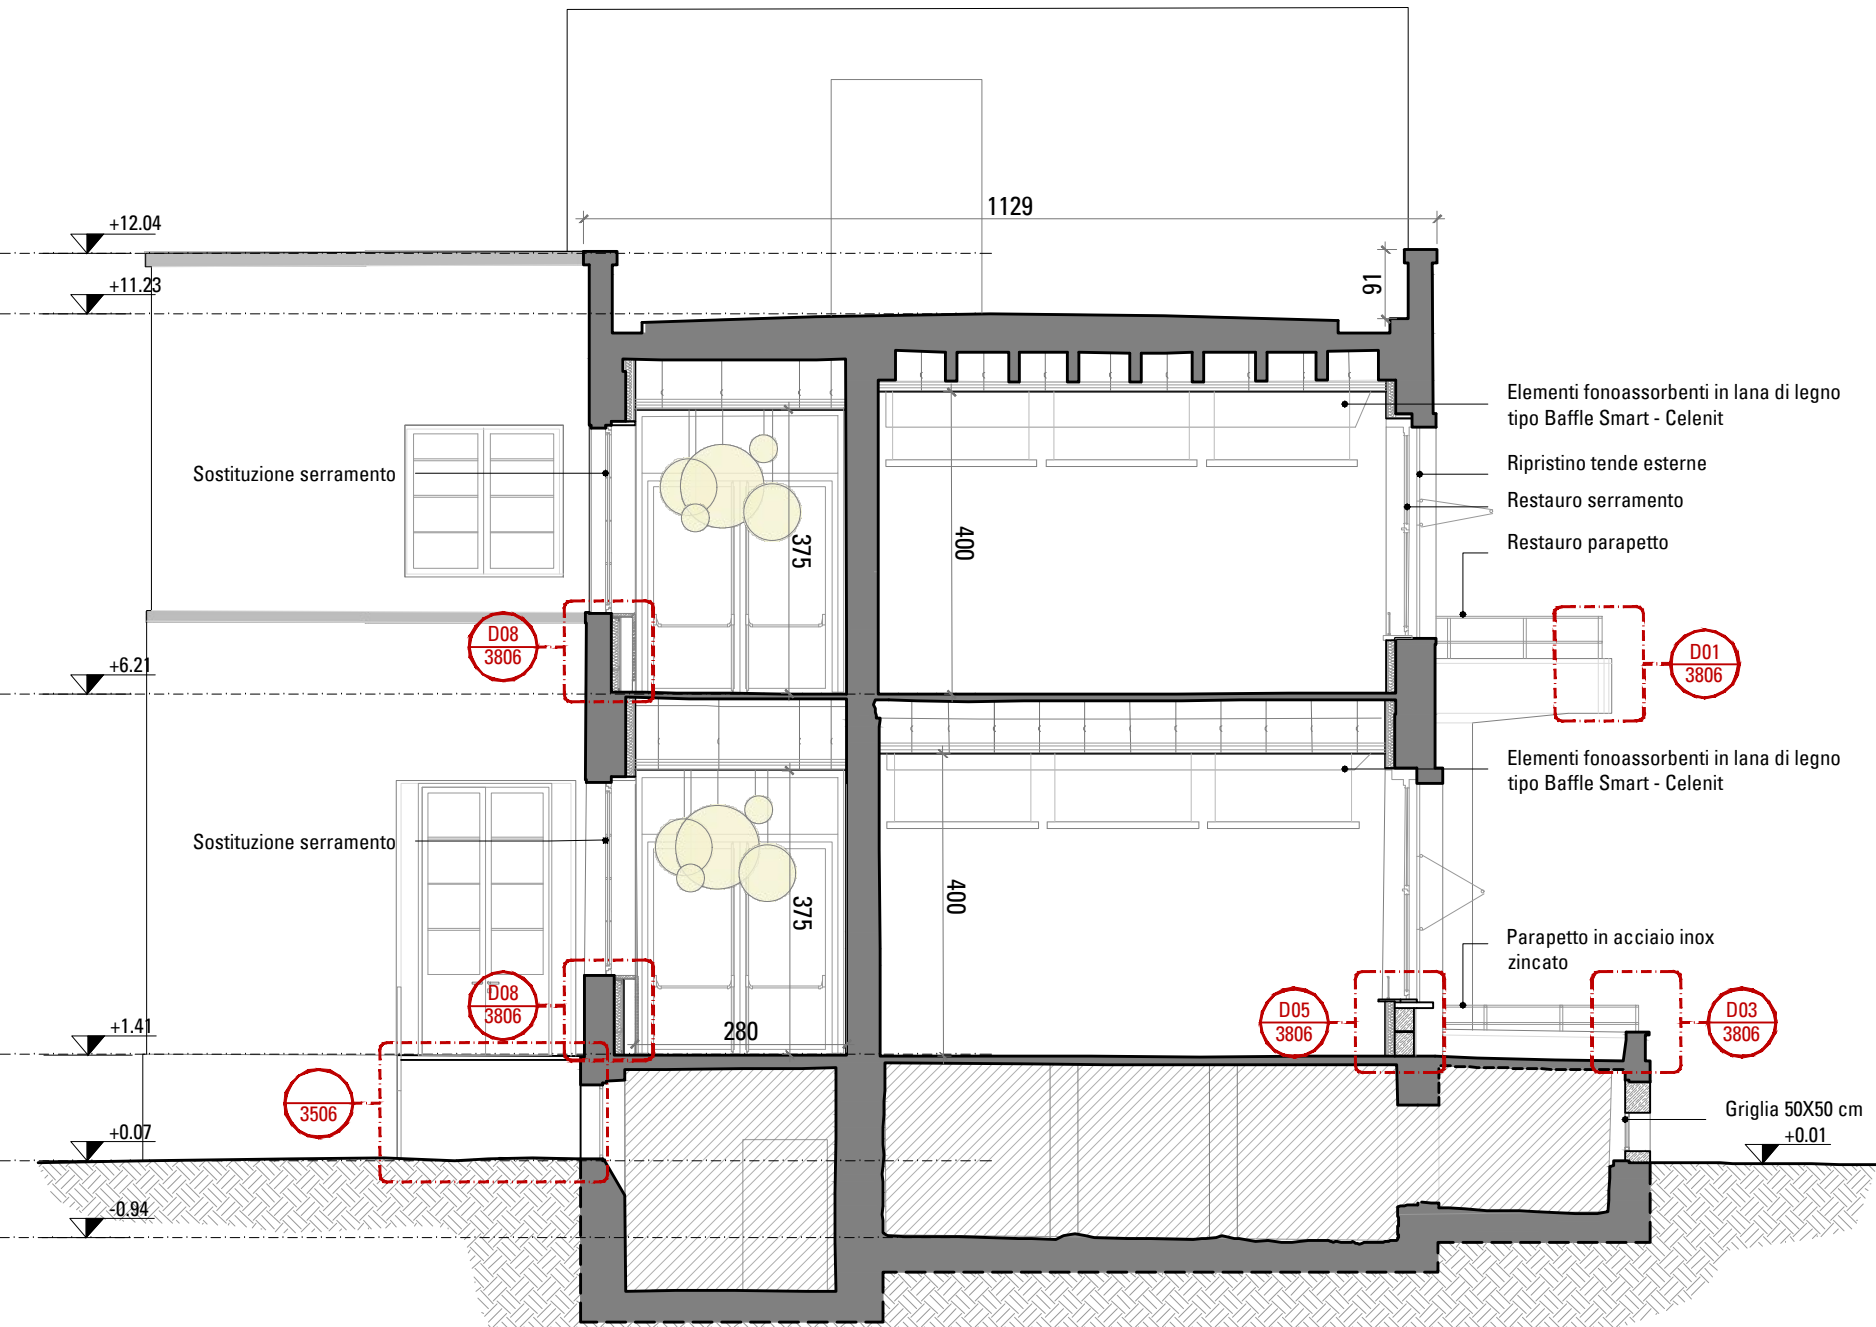 1129
+12.04
+11.23
91
Elementi fonoassorbenti in lana di legno
tipo Baffle Smart - Celenit
Sostituzione serramento
Ripristino tende esterne
Restauro serramento
Restauro parapetto
375
400
D08
3806
D01
3806
+6.21
Elementi fonoassorbenti in lana di legno
tipo Baffle Smart - Celenit
Sostituzione serramento
375
400
Parapetto in acciaio inox
zincato
D08
3806
280
D05
3806
D03
3806
+1.41
3506
Griglia 50X50 cm
+0.07
+0.01
-0.94